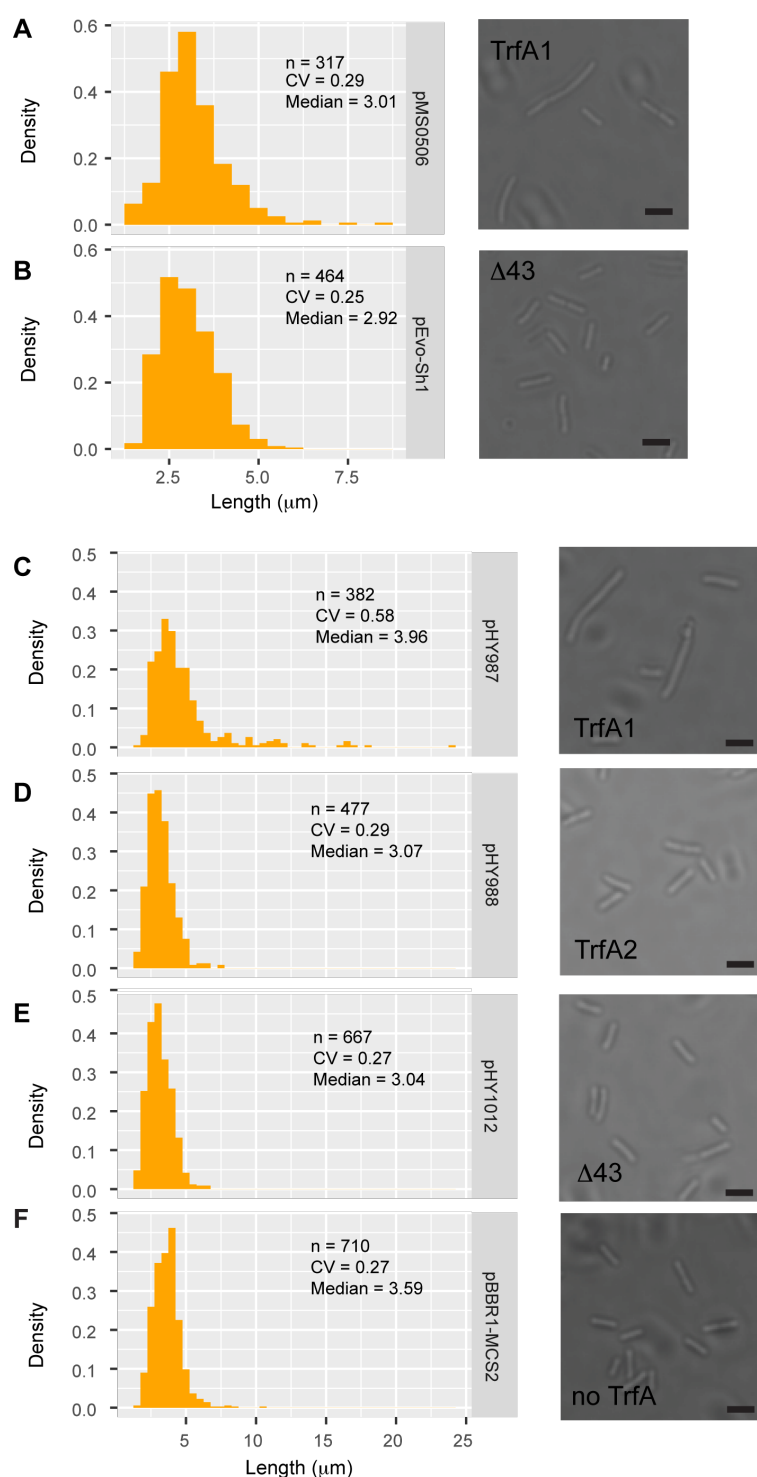 A
0.6
0.4
0.2
0.0
Density
n = 317
CV = 0.29
Median = 3.01
pMS0506
TrfA1
B
0.6
0.4
0.2
0.0
Density
n = 464
CV = 0.25
Median = 2.92
pEvo-Sh1
Δ43
2.5 5.0 7.5
Length (μm)
C
0.5
0.4
0.3
0.2
0.1
0.0
Density
n = 382
CV = 0.58
Median = 3.96
pHY987
TrfA1
D
0.5
0.4
0.3
0.2
0.1
0.0
Density
n = 477
CV = 0.29
Median = 3.07
pHY988
TrfA2
E
0.5
0.4
0.3
0.2
0.1
0.0
Density
n = 667
CV = 0.27
Median = 3.04
pHY1012
Δ43
F
0.5
0.4
0.3
0.2
0.1
0.0
Density
n = 710
CV = 0.27
Median = 3.59
pBBR1-MCS2
no TrfA
5 10 15 20 25
Length (μm)